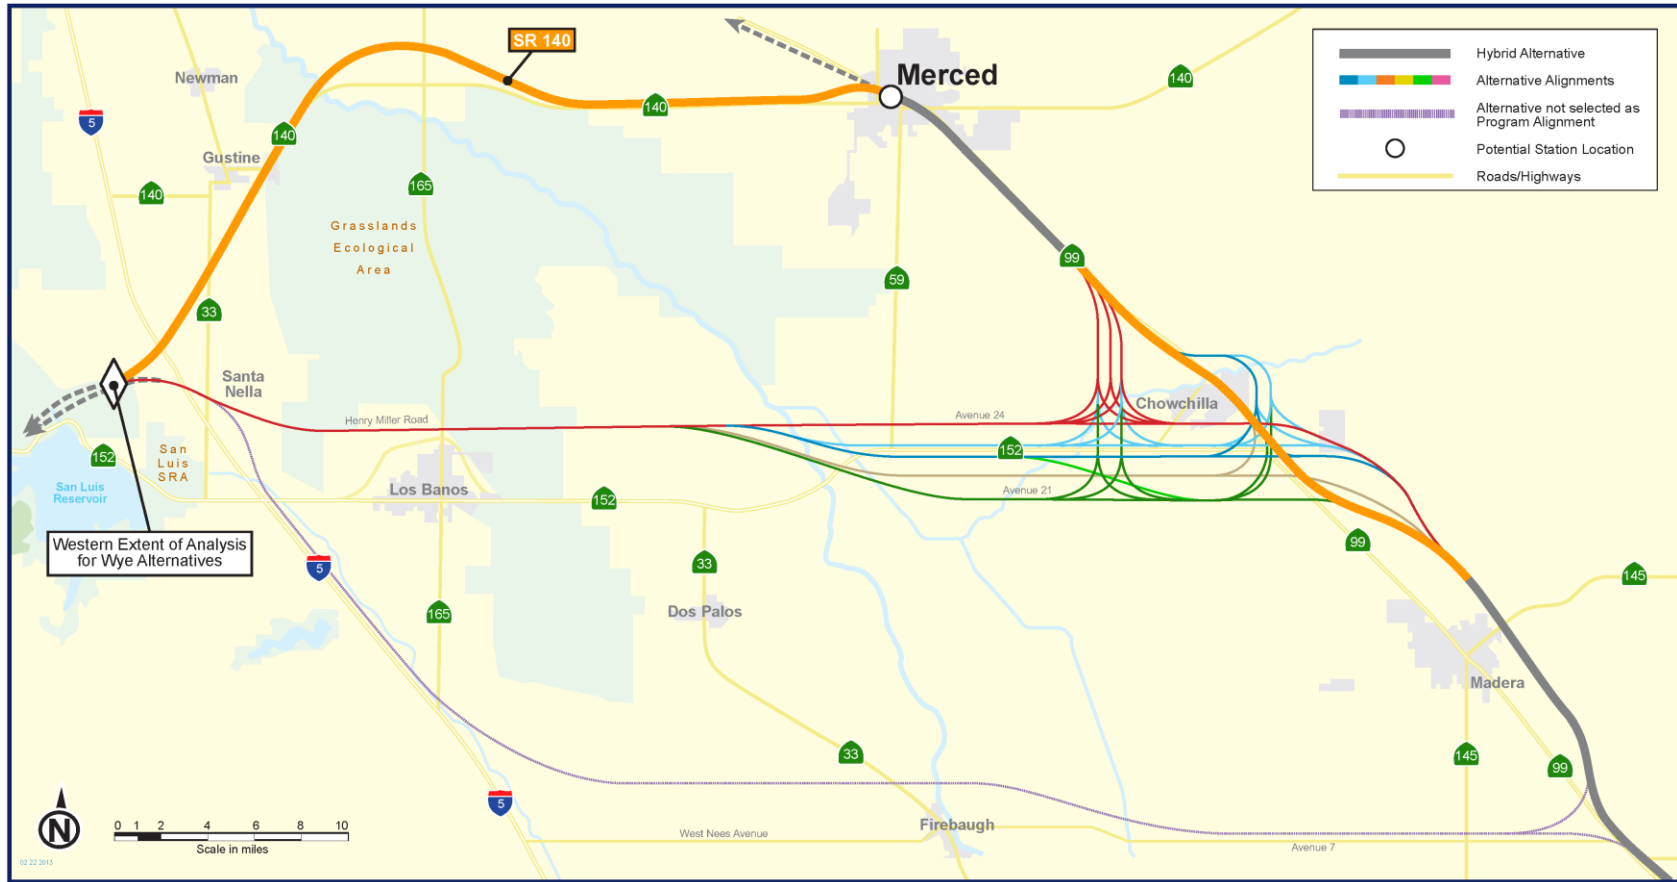 SR 140
Merced
Newman
Gustine
140
140
140
140
5
165
Grasslands
Ecological
Area
33
59
99
Hybrid Alternative
Alternative Alignments
Alternative not selected as
Program Alignment
Potential Station Location
Roads/Highways
Santa
Nella
Henry Miller Road
Avenue 24
Chowchilla
152
San
Luis
SRA
152
San Luis
Reservoir
Los Banos
152
Avenue 21
Western Extent of Analysis
for Wye Alternatives
5
33
99
145
165
Dos Palos
Madera
33
145
99
5
N
0 1 2 4 6 8 10
Scale in miles
West Nees Avenue
Firebaugh
Avenue 7
02 22 2013